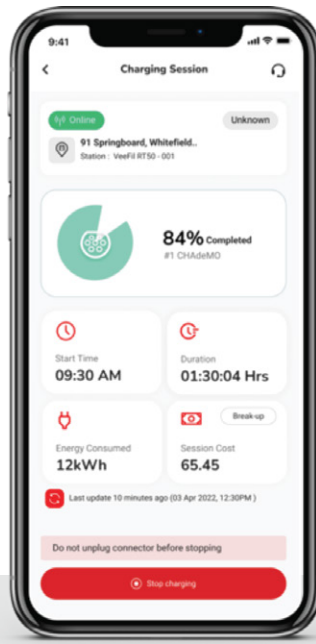 9:41
Charging Session
Online
Unknown
91 Springboard, Whitefield..
Station : VeeFil RT50 - 001
84% Completed
#1 CHAdeMO
Start Time
09:30 AM
Duration
01:30:04 Hrs
Energy Consumed
12kWh
Break-up
Session Cost
65.45
Last update 10 minutes ago (03 Apr 2022, 12:30PM )
Do not unplug connector before stopping
Stop charging